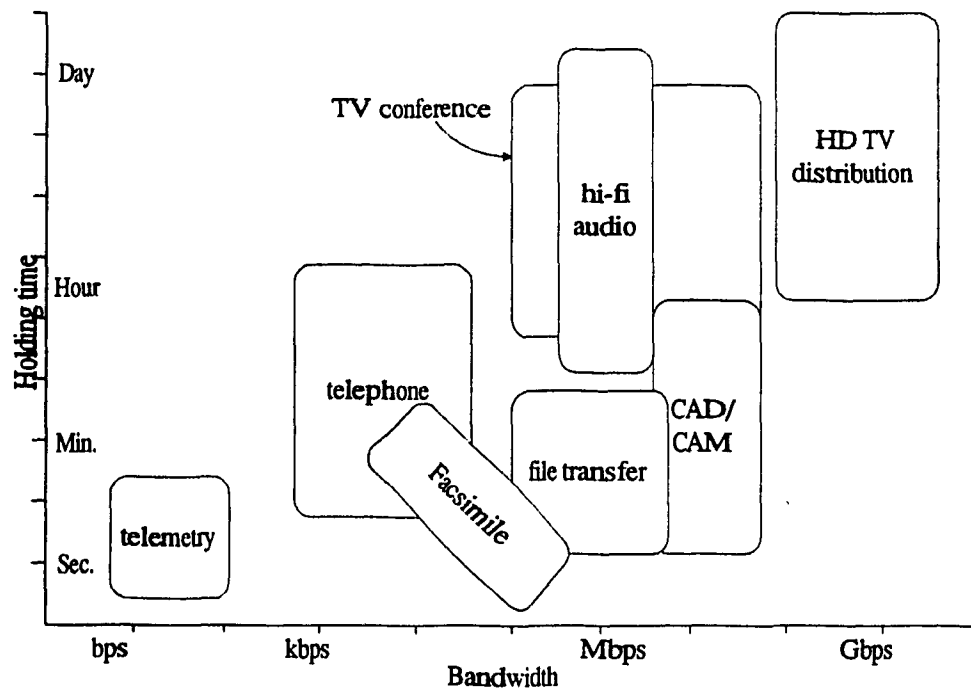 Day
TV conference
HD TV
distribution
hi-fi
audio
Hour
Holding time
telephone
CAD/
CAM
Min.
file transfer
Facsimile
telemetry
Sec.
bps
kbps
Mbps
Gbps
Bandwidth